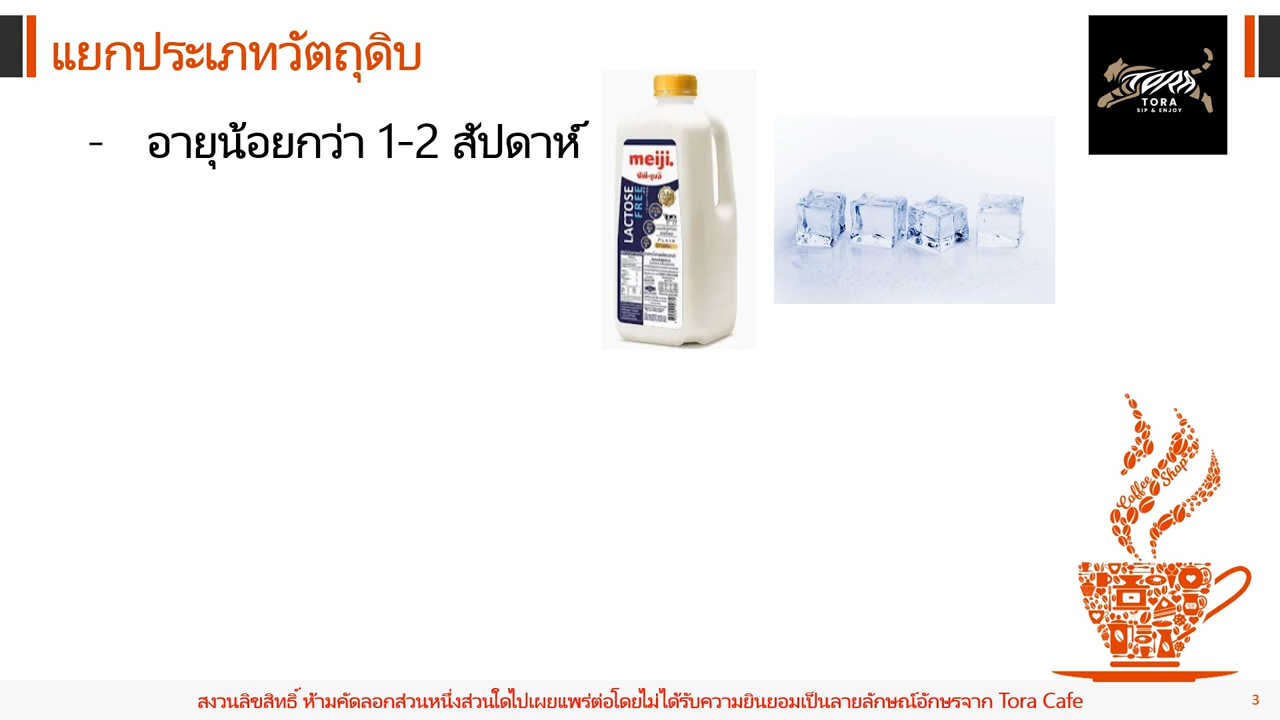 แยกประเภทวัตถุดิบ
TORA
TORA
SIP & ENJOY
- อายุน้อยกว่า 1-2 สัปดาห์
meiji.
LACTOSE
FREE
PLAIN
Coffee
Shop
สงวนลิขสิทธิ์ ห้ามคัดลอกส่วนหนึ่งส่วนใดไปเผยแพร่ต่อโดยไม่ได้รับความยินยอมเป็นลายลักษณ์อักษรจาก Tora Cafe
3